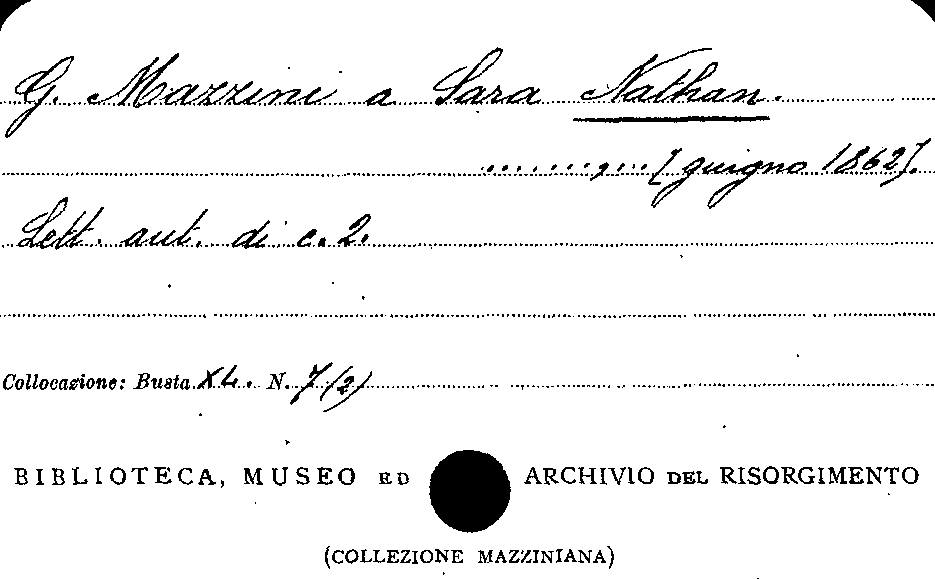 G. Mazzini a Sara Nathan.
........,...[giugno 1862].
Lett. aut. di c. 2.
Collocazione: Busta XL. N. 7(2)
BIBLIOTECA, MUSEO ED ARCHIVIO DEL RISORGIMENTO
(COLLEZIONE MAZZINIANA)